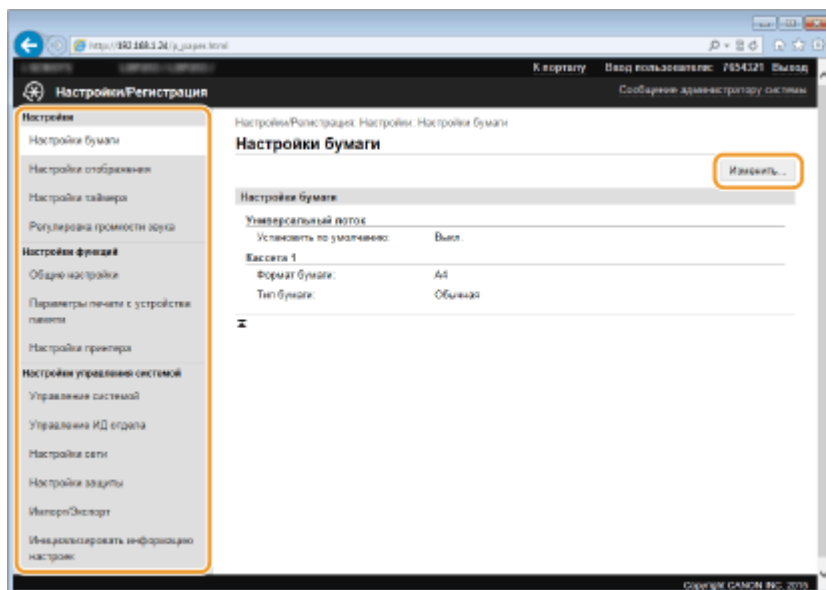 http://192.168.1.24/p_paper.html
К порталу Ввод пользователя: 7654321 Выход
Настройки/Регистрация
Сообщение администратору системы
Настройки
Настройки бумаги
Настройки отображения
Настройки таймера
Регулировка громкости звука
Настройки функций
Общие настройки
Параметры печати с устройства
памяти
Настройки принтера
Настройки управления системой
Управление системой
Управление ИД отдела
Настройки сети
Настройки защиты
Импорт/Экспорт
Инициализировать информацию
настроек
Настройки/Регистрация: Настройки: Настройки бумаги
Настройки бумаги
Изменить...
Настройки бумаги
Универсальный лоток
Установить по умолчанию: Выкл.
Кассета 1
Формат бумаги: A4
Тип бумаги: Обычная
Copyright CANON INC. 2015